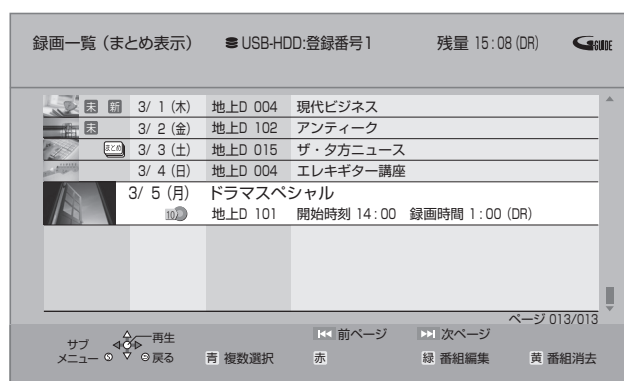 録画一覧（まとめ表示） USB-HDD:登録番号1 残量 15:08 (DR) G GUIDE
未 新 3/ 1 (木) 地上D 004 現代ビジネス
未 3/ 2 (金) 地上D 102 アンティーク
まとめ 3/ 3 (土) 地上D 015 ザ・夕方ニュース
3/ 4 (日) 地上D 004 エレキギター講座
3/ 5 (月) ドラマスペシャル
地上D 101 開始時刻 14:00 録画時間 1:00 (DR)
ページ 013/013
前ページ 次ページ
サブメニュー 再生 戻る
青 複数選択 赤 緑 番組編集 黄 番組消去